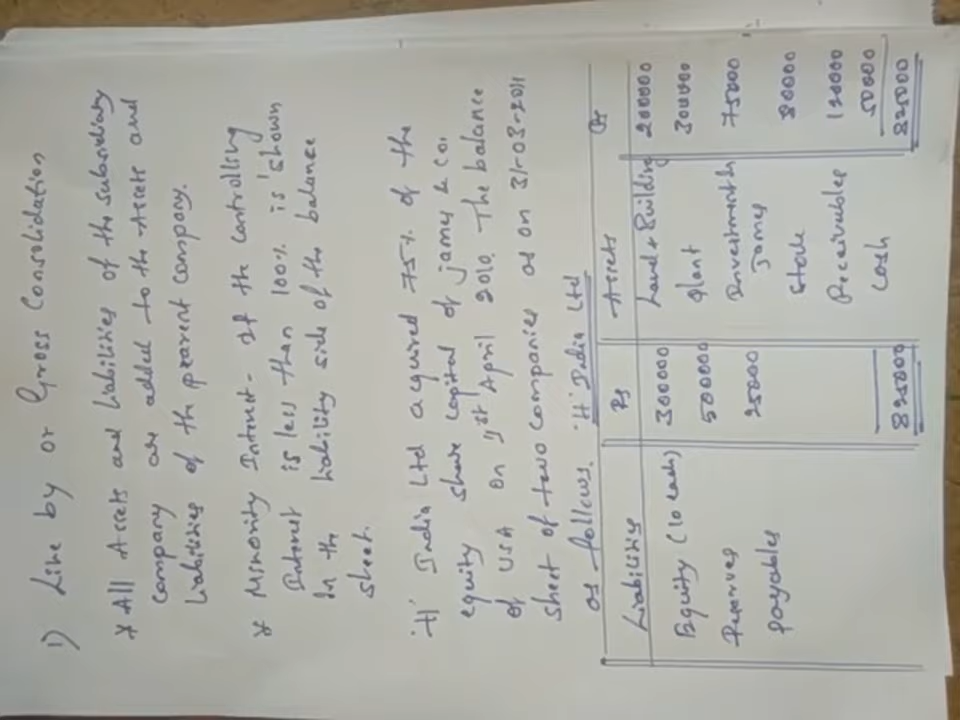 1) Line by or Gross Consolidation
* All Assets and liabilities of the subsidiary
company are added to the Assets and
liabilities of the parent company.
* Minority Interest - If the controlling
Interest is less than 100% is shown
In the liability side of the balance
sheet.
'H' India Ltd acquired 75% of the
equity share capital of James & Co.
of USA on 1st April 2010. The balance
sheet of two companies as on 31-03-2011
as follows. 'H' India Ltd
Liabilities Rs Assets Rs
Equity (10 each) 300000 Land & Building 200000
Reserves 500000 Plant 300000
Payables 25000 Investment in James 75000
Stock 80000
Receivables 120000
Cash 50000
825000 825000